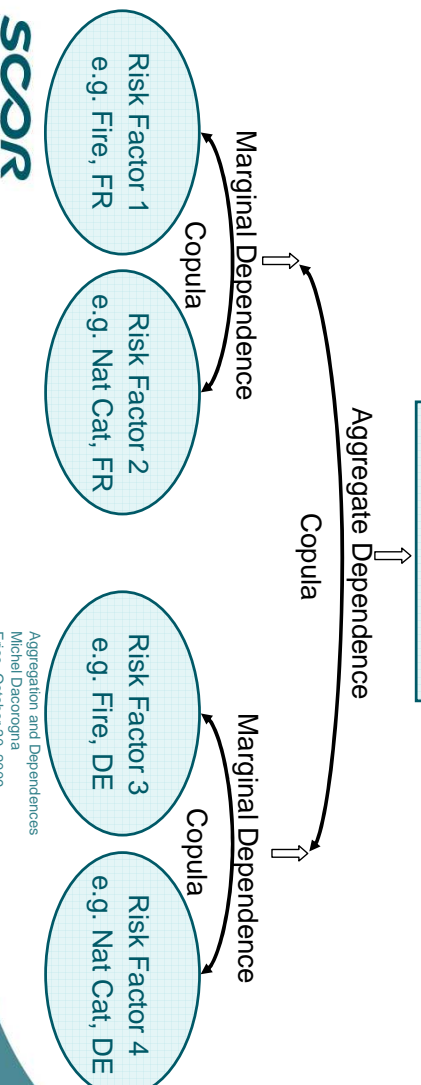 Aggregate Dependence
Copula
Marginal Dependence
Copula
Marginal Dependence
Copula
Risk Factor 1
e.g. Fire, FR
Risk Factor 2
e.g. Nat Cat, FR
Risk Factor 3
e.g. Fire, DE
Risk Factor 4
e.g. Nat Cat, DE
SCOR
Aggregation and Dependences
Michel Dacorogna